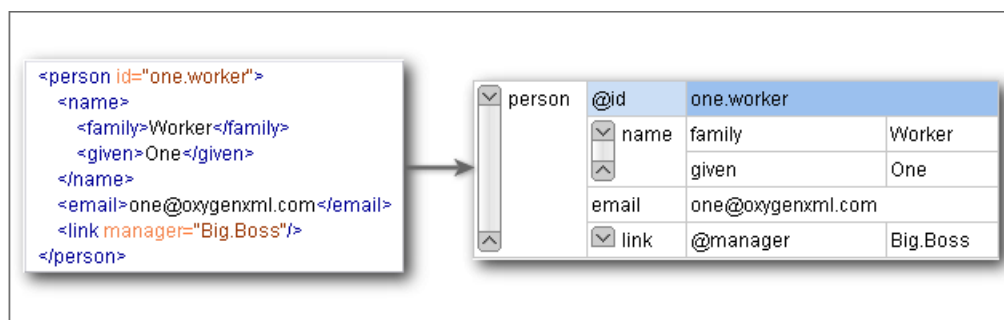 <person id="one.worker">
<name>
<family>Worker</family>
<given>One</given>
</name>
<email>one@oxygenxml.com</email>
<link manager="Big.Boss"/>
</person>
person @id one.worker
name family Worker
given One
email one@oxygenxml.com
link @manager Big.Boss